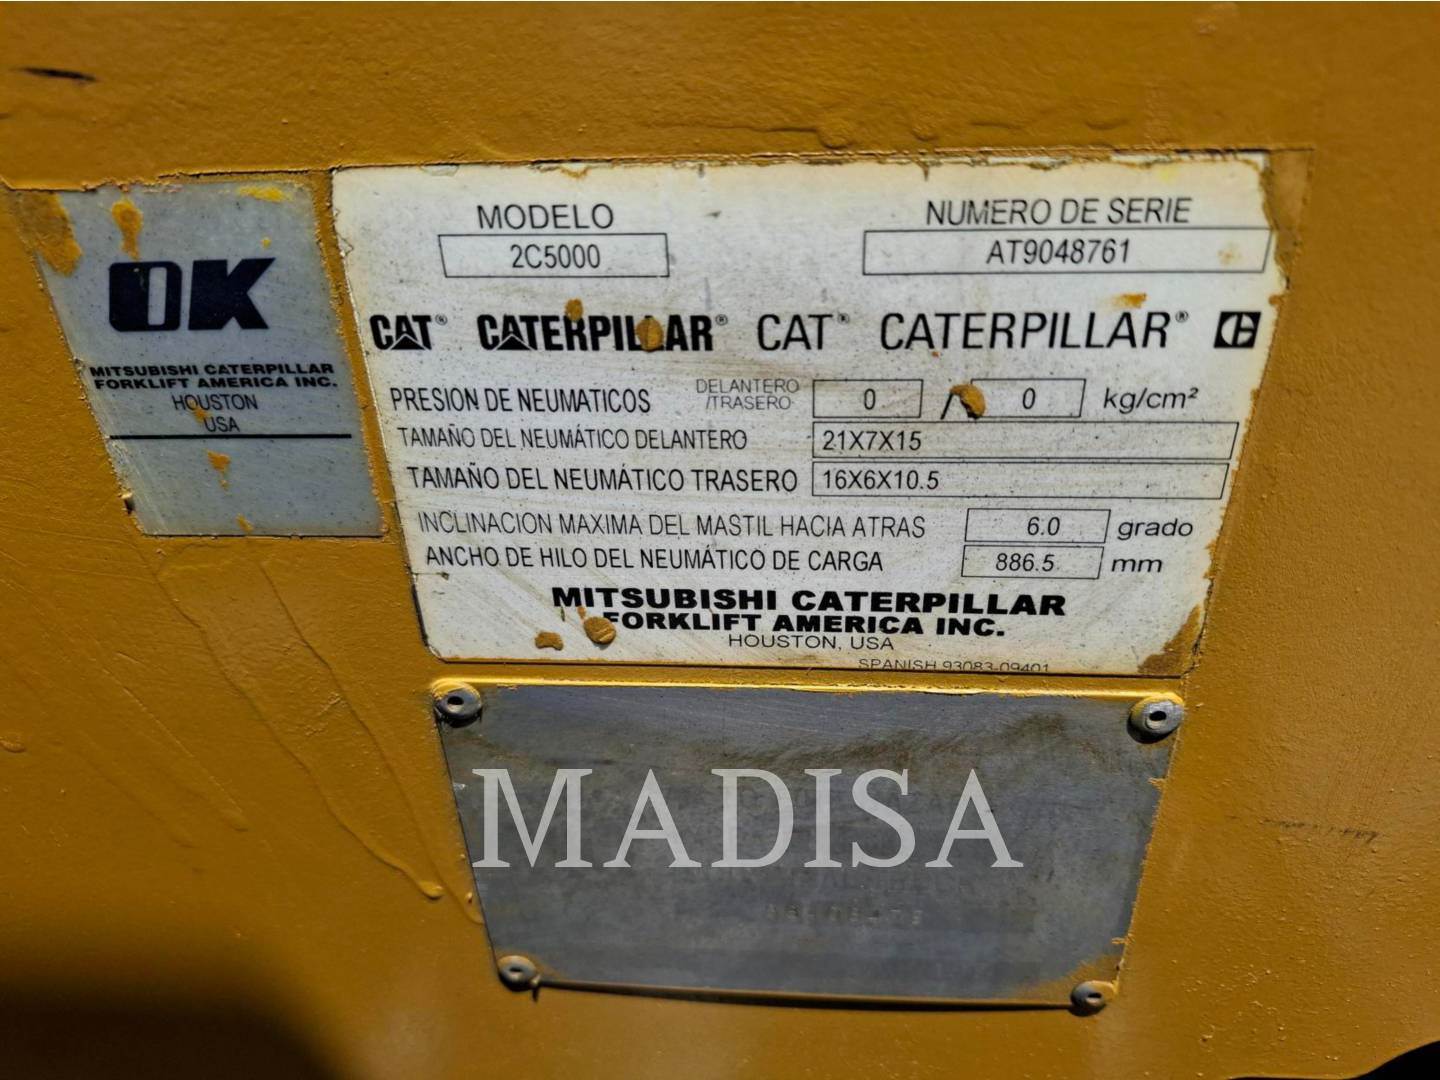 OK
MITSUBISHI CATERPILLAR
FORKLIFT AMERICA INC.
HOUSTON
USA
MODELO
2C5000
NUMERO DE SERIE
AT9048761
CAT® CATERPILLAR® CAT® CATERPILLAR®
PRESION DE NEUMATICOS DELANTERO /TRASERO 0 / 0 kg/cm²
TAMAÑO DEL NEUMÁTICO DELANTERO 21X7X15
TAMAÑO DEL NEUMÁTICO TRASERO 16X6X10.5
INCLINACION MAXIMA DEL MASTIL HACIA ATRAS 6.0 grado
ANCHO DE HILO DEL NEUMÁTICO DE CARGA 886.5 mm
MITSUBISHI CATERPILLAR
FORKLIFT AMERICA INC.
HOUSTON, USA
SPANISH 93083-09401
MADISA